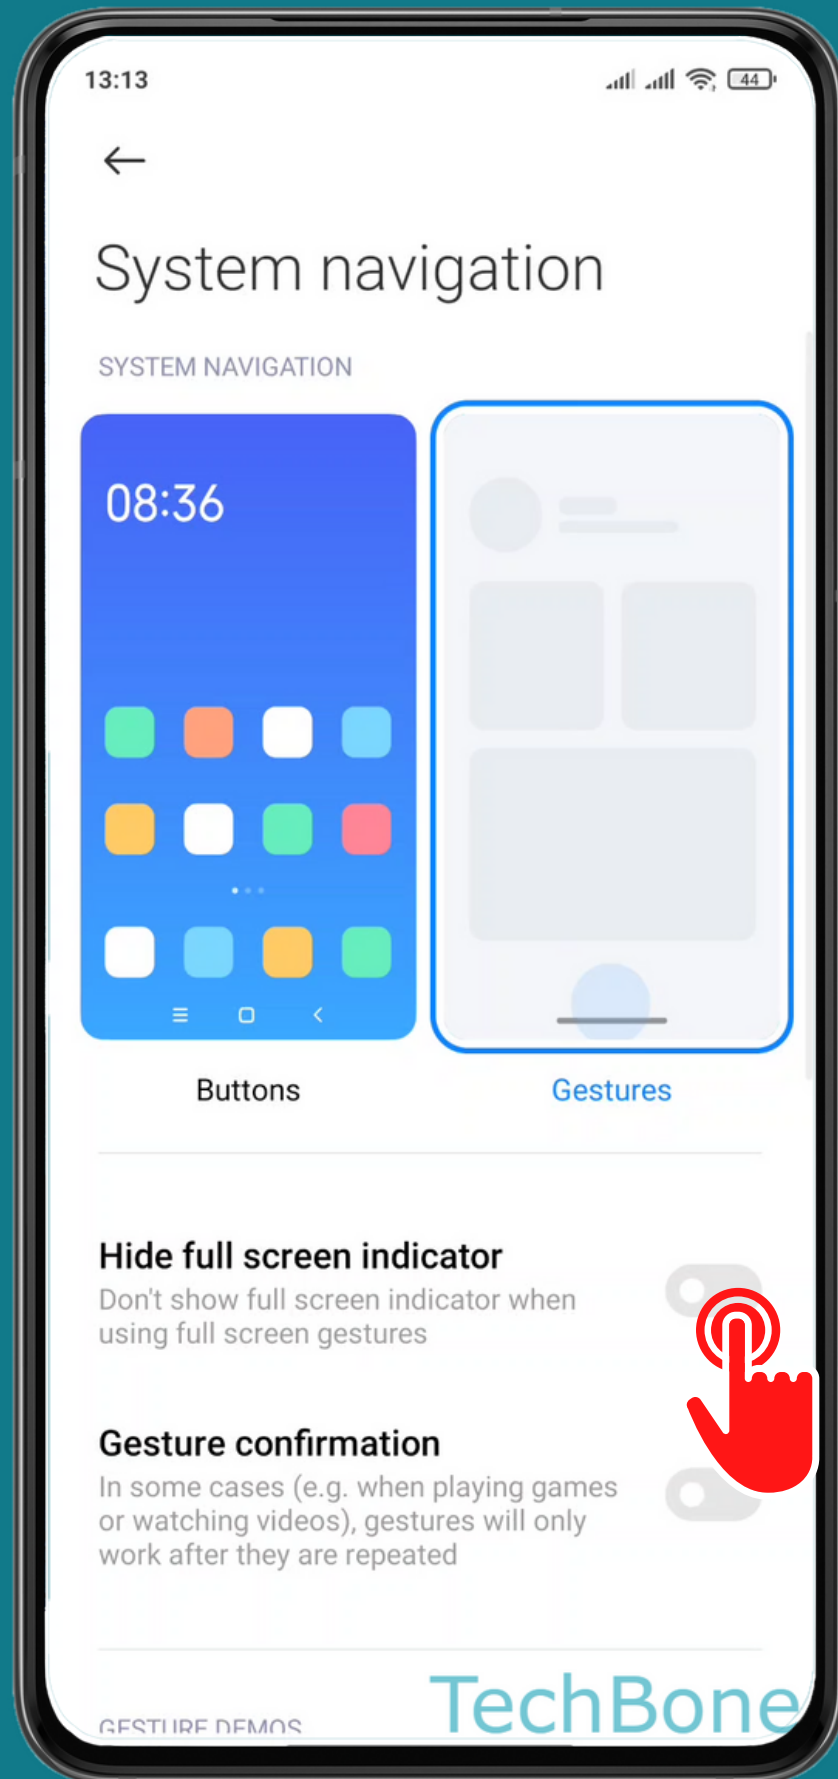 13:13
44
System navigation
SYSTEM NAVIGATION
08:36
Buttons
Gestures
Hide full screen indicator
Don't show full screen indicator when
using full screen gestures
Gesture confirmation
In some cases (e.g. when playing games
or watching videos), gestures will only
work after they are repeated
GESTURE DEMOS
TechBone